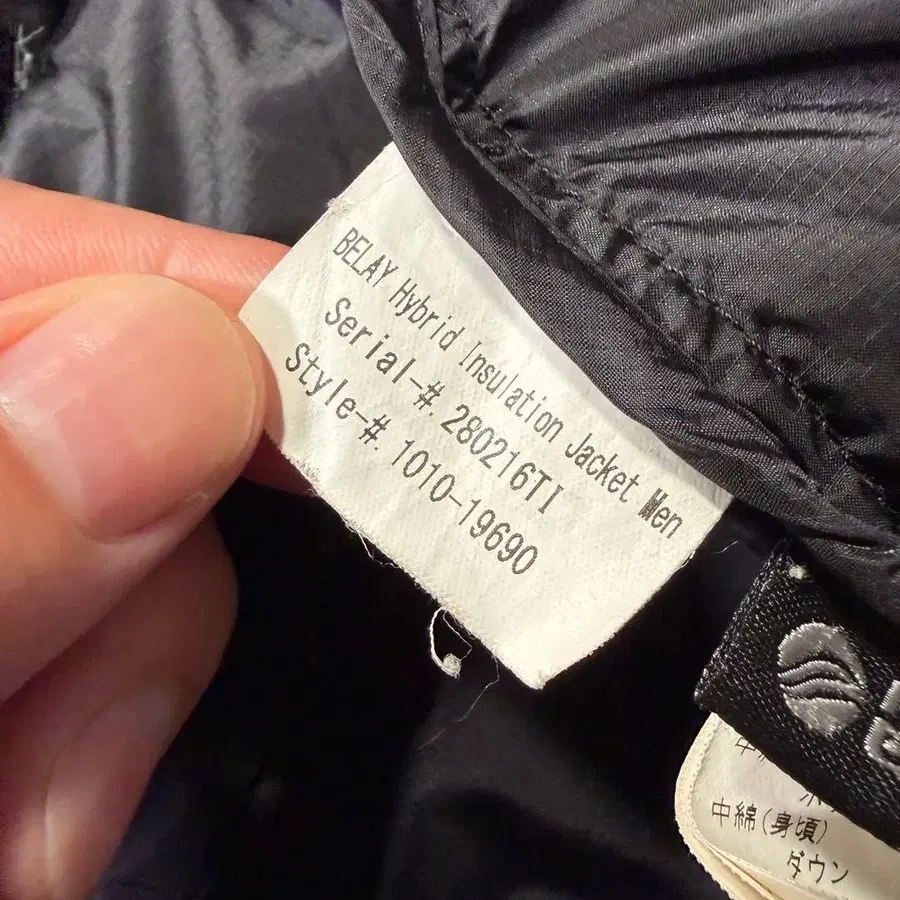 BELAY Hybrid Insulation Jacket Men
Serial-#. 280216TI
Style-#. 1010-19690
中綿(身頃)
ダウン